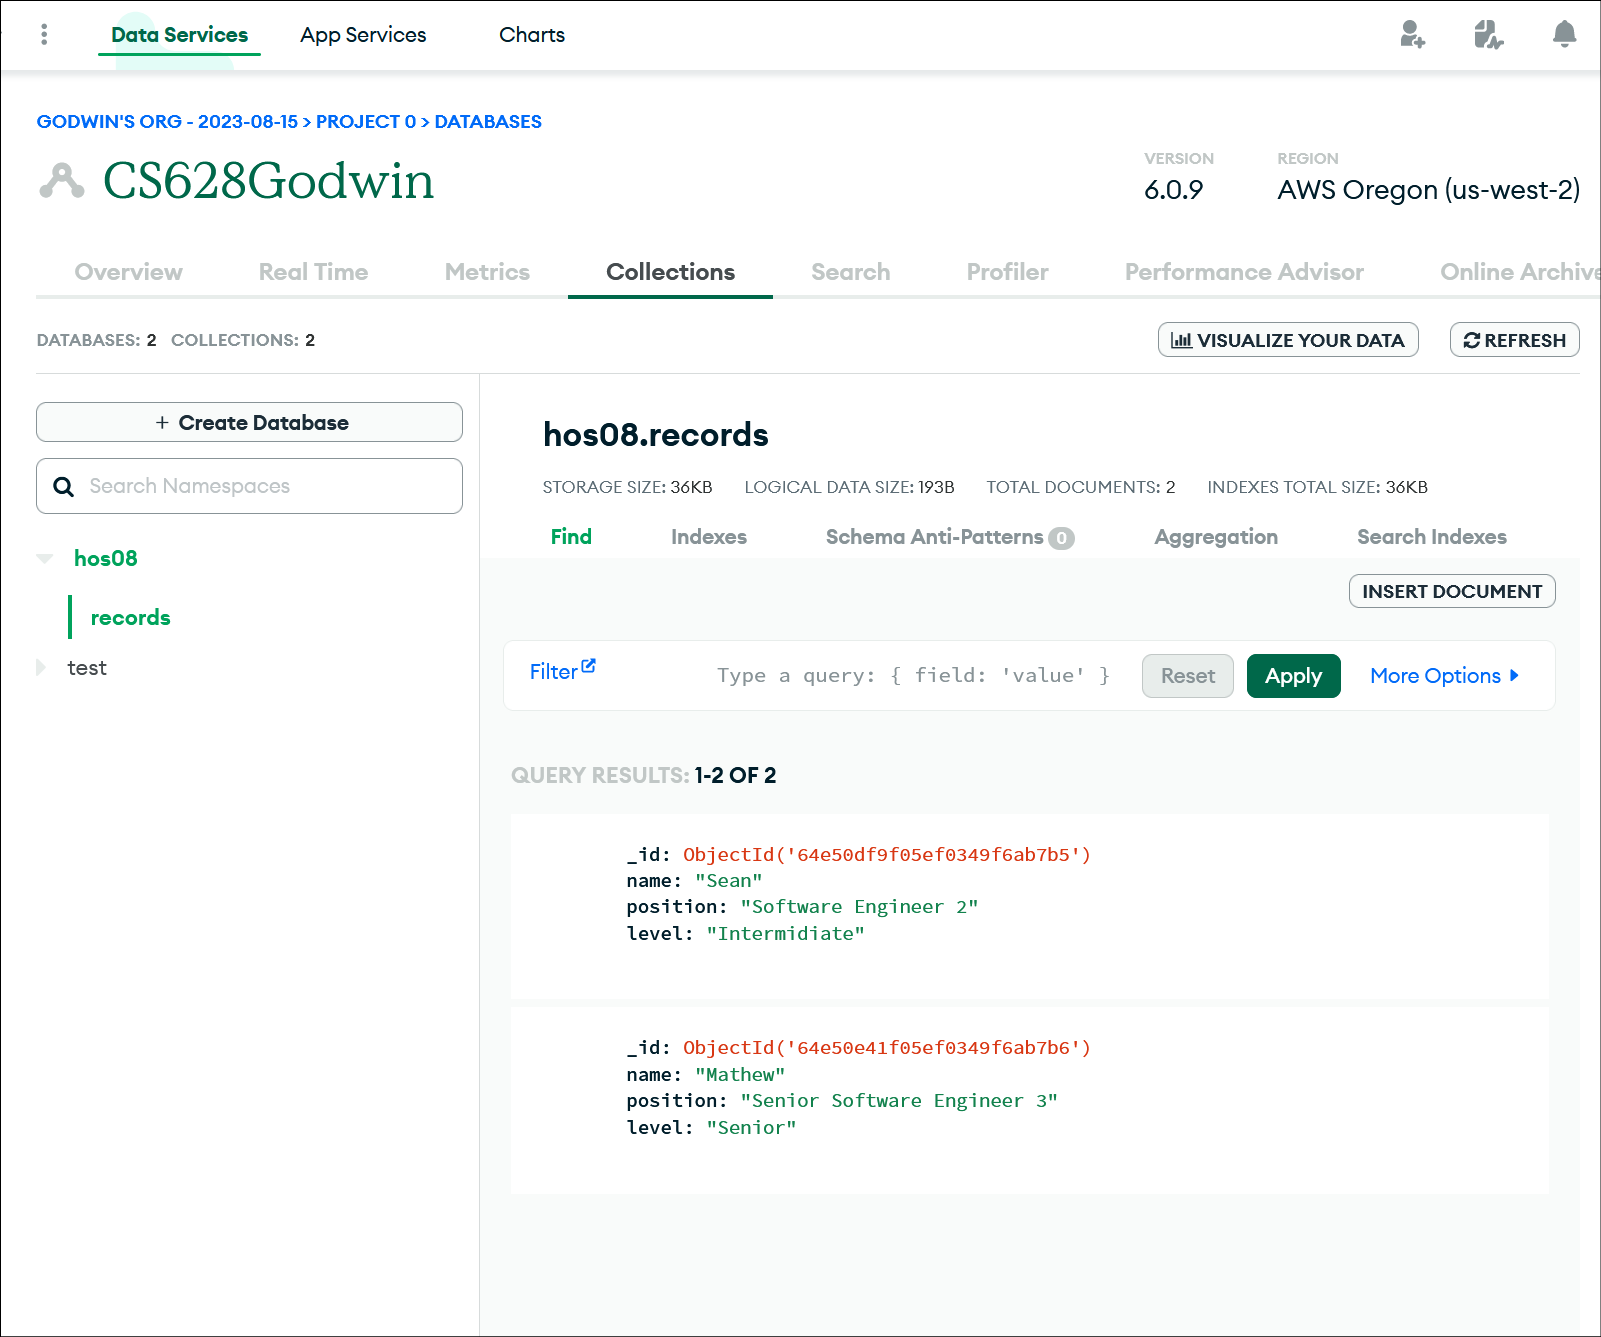 Data Services App Services Charts
GODWIN'S ORG - 2023-08-15 > PROJECT 0 > DATABASES
CS628Godwin
VERSION REGION
6.0.9 AWS Oregon (us-west-2)
Overview Real Time Metrics Collections Search Profiler Performance Advisor Online Archive
DATABASES: 2 COLLECTIONS: 2 VISUALIZE YOUR DATA REFRESH
+ Create Database
Search Namespaces
hos08
records
test
hos08.records
STORAGE SIZE: 36KB LOGICAL DATA SIZE: 193B TOTAL DOCUMENTS: 2 INDEXES TOTAL SIZE: 36KB
Find Indexes Schema Anti-Patterns 0 Aggregation Search Indexes
INSERT DOCUMENT
Filter Type a query: { field: 'value' } Reset Apply More Options
QUERY RESULTS: 1-2 OF 2
_id: ObjectId('64e50df9f05ef0349f6ab7b5')
name: "Sean"
position: "Software Engineer 2"
level: "Intermidiate"
_id: ObjectId('64e50e41f05ef0349f6ab7b6')
name: "Mathew"
position: "Senior Software Engineer 3"
level: "Senior"